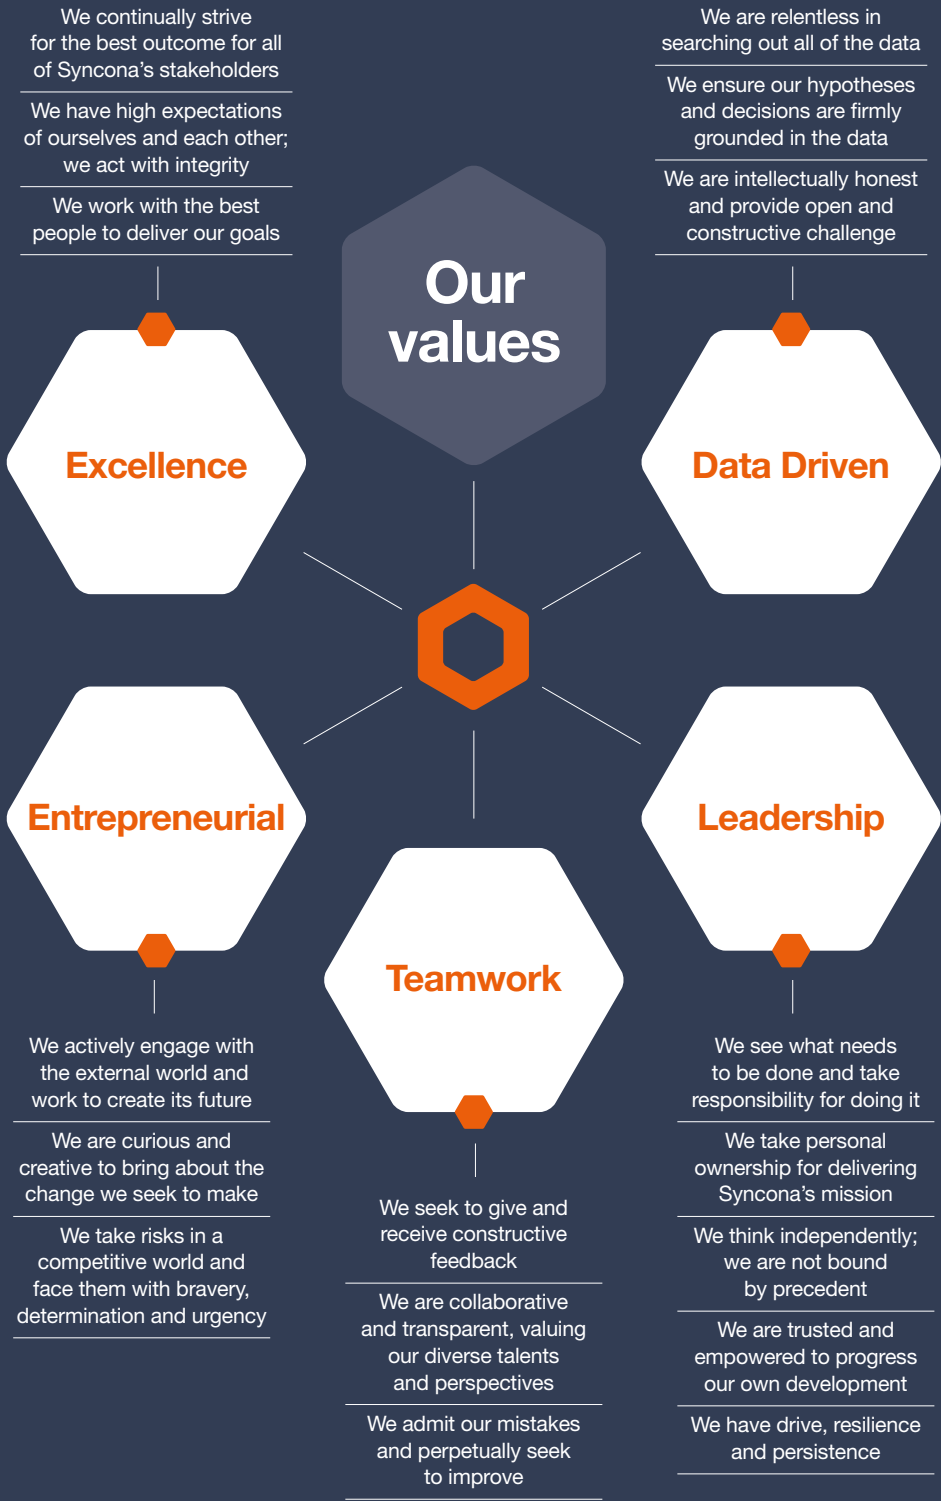 We continually strive
for the best outcome for all
of Syncona’s stakeholders
We have high expectations
of ourselves and each other;
we act with integrity
We work with the best
people to deliver our goals
Excellence
Our
values
We are relentless in
searching out all of the data
We ensure our hypotheses
and decisions are firmly
grounded in the data
We are intellectually honest
and provide open and
constructive challenge
Data Driven
Entrepreneurial
We actively engage with
the external world and
work to create its future
We are curious and
creative to bring about the
change we seek to make
We take risks in a
competitive world and
face them with bravery,
determination and urgency
Teamwork
We seek to give and
receive constructive
feedback
We are collaborative
and transparent, valuing
our diverse talents
and perspectives
We admit our mistakes
and perpetually seek
to improve
Leadership
We see what needs
to be done and take
responsibility for doing it
We take personal
ownership for delivering
Syncona’s mission
We think independently;
we are not bound
by precedent
We are trusted and
empowered to progress
our own development
We have drive, resilience
and persistence